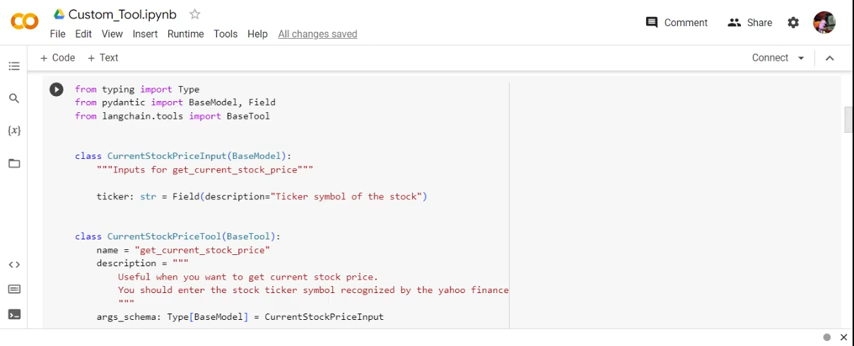 Custom_Tool.ipynb
Comment
Share
File Edit View Insert Runtime Tools Help All changes saved
+ Code + Text
Connect
{x}
from typing import Type
from pydantic import BaseModel, Field
from langchain.tools import BaseTool
class CurrentStockPriceInput(BaseModel):
"""Inputs for get_current_stock_price"""
ticker: str = Field(description="Ticker symbol of the stock")
class CurrentStockPriceTool(BaseTool):
name = "get_current_stock_price"
description = """
Useful when you want to get current stock price.
You should enter the stock ticker symbol recognized by the yahoo finance
"""
args_schema: Type[BaseModel] = CurrentStockPriceInput